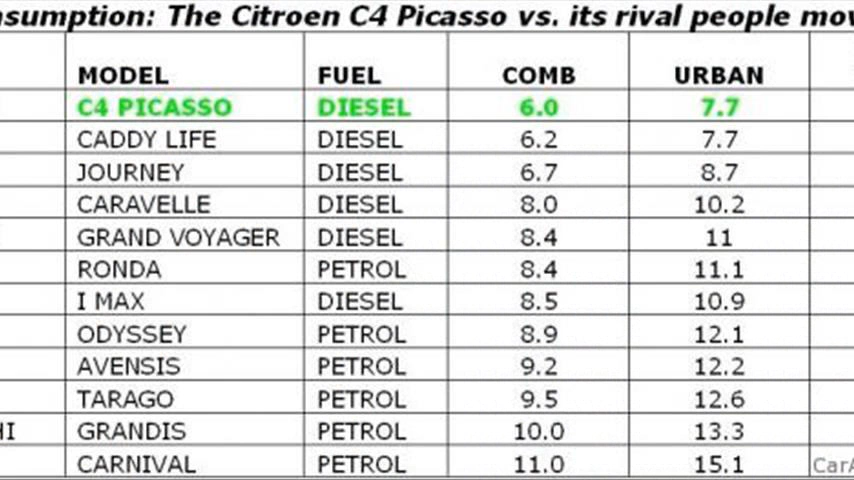 nsumption: The Citroen C4 Picasso vs. its rival people mov
MODEL FUEL COMB URBAN
C4 PICASSO DIESEL 6.0 7.7
CADDY LIFE DIESEL 6.2 7.7
JOURNEY DIESEL 6.7 8.7
CARAVELLE DIESEL 8.0 10.2
GRAND VOYAGER DIESEL 8.4 11
RONDA PETROL 8.4 11.1
I MAX DIESEL 8.5 10.9
ODYSSEY PETROL 8.9 12.1
AVENSIS PETROL 9.2 12.2
TARAGO PETROL 9.5 12.6
HI GRANDIS PETROL 10.0 13.3
CARNIVAL PETROL 11.0 15.1 CarA